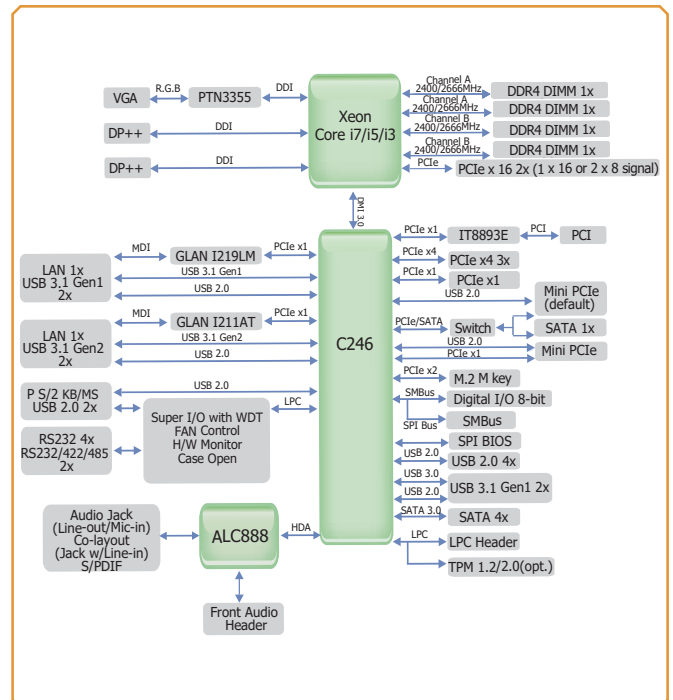 VGA
R.G.B
PTN3355
DDI
DP++
DDI
DP++
DDI
Xeon
Core i7/i5/i3
Channel A
2400/2666MHz
DDR4 DIMM 1x
Channel A
2400/2666MHz
DDR4 DIMM 1x
Channel B
2400/2666MHz
DDR4 DIMM 1x
Channel B
2400/2666MHz
DDR4 DIMM 1x
PCIe
PCIe x 16 2x (1 x 16 or 2 x 8 signal)
DMI 3.0
C246
LAN 1x
USB 3.1 Gen1
2x
MDI
GLAN I219LM
PCIe x1
USB 3.1 Gen1
USB 2.0
LAN 1x
USB 3.1 Gen2
2x
MDI
GLAN I211AT
PCIe x1
USB 3.1 Gen2
USB 2.0
P S/2 KB/MS
USB 2.0 2x
USB 2.0
RS232 4x
RS232/422/485
2x
Super I/O with WDT
FAN Control
H/W Monitor
Case Open
LPC
Audio Jack
(Line-out/Mic-in)
Co-layout
(Jack w/Line-in)
S/PDIF
ALC888
HDA
Front Audio
Header
PCIe x1
IT8893E
PCI
PCI
PCIe x4
PCIe x4 3x
PCIe x1
PCIe x1
USB 2.0
Mini PCIe
(default)
PCIe/SATA
Switch
SATA 1x
USB 2.0
PCIe x1
Mini PCIe
PCIe x2
M.2 M key
SMBus
Digital I/O 8-bit
SMBus
SPI Bus
SPI BIOS
USB 2.0
USB 2.0 4x
USB 3.0
USB 2.0
USB 3.1 Gen1 2x
SATA 3.0
SATA 4x
LPC
LPC Header
TPM 1.2/2.0(opt.)